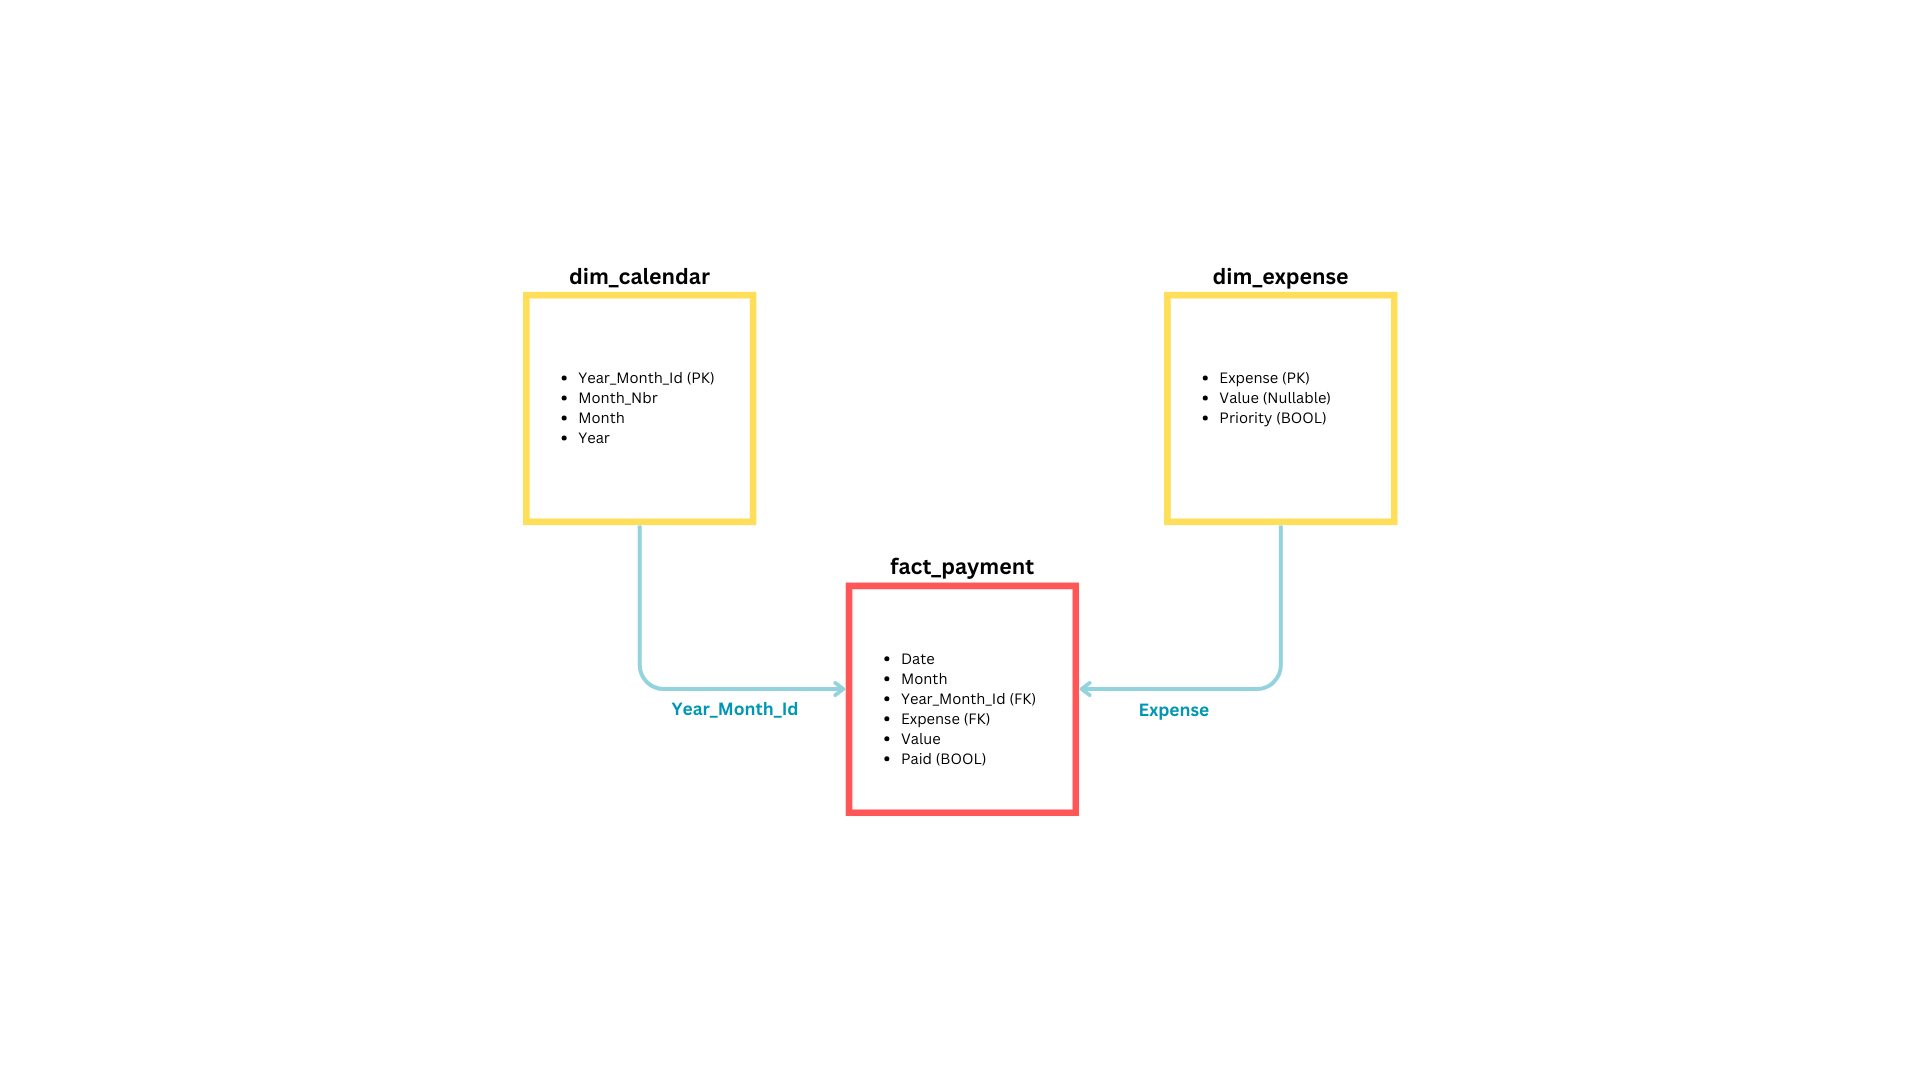 dim_calendar
• Year_Month_Id (PK)
• Month_Nbr
• Month
• Year
dim_expense
• Expense (PK)
• Value (Nullable)
• Priority (BOOL)
fact_payment
• Date
• Month
• Year_Month_Id (FK)
• Expense (FK)
• Value
• Paid (BOOL)
Year_Month_Id
Expense